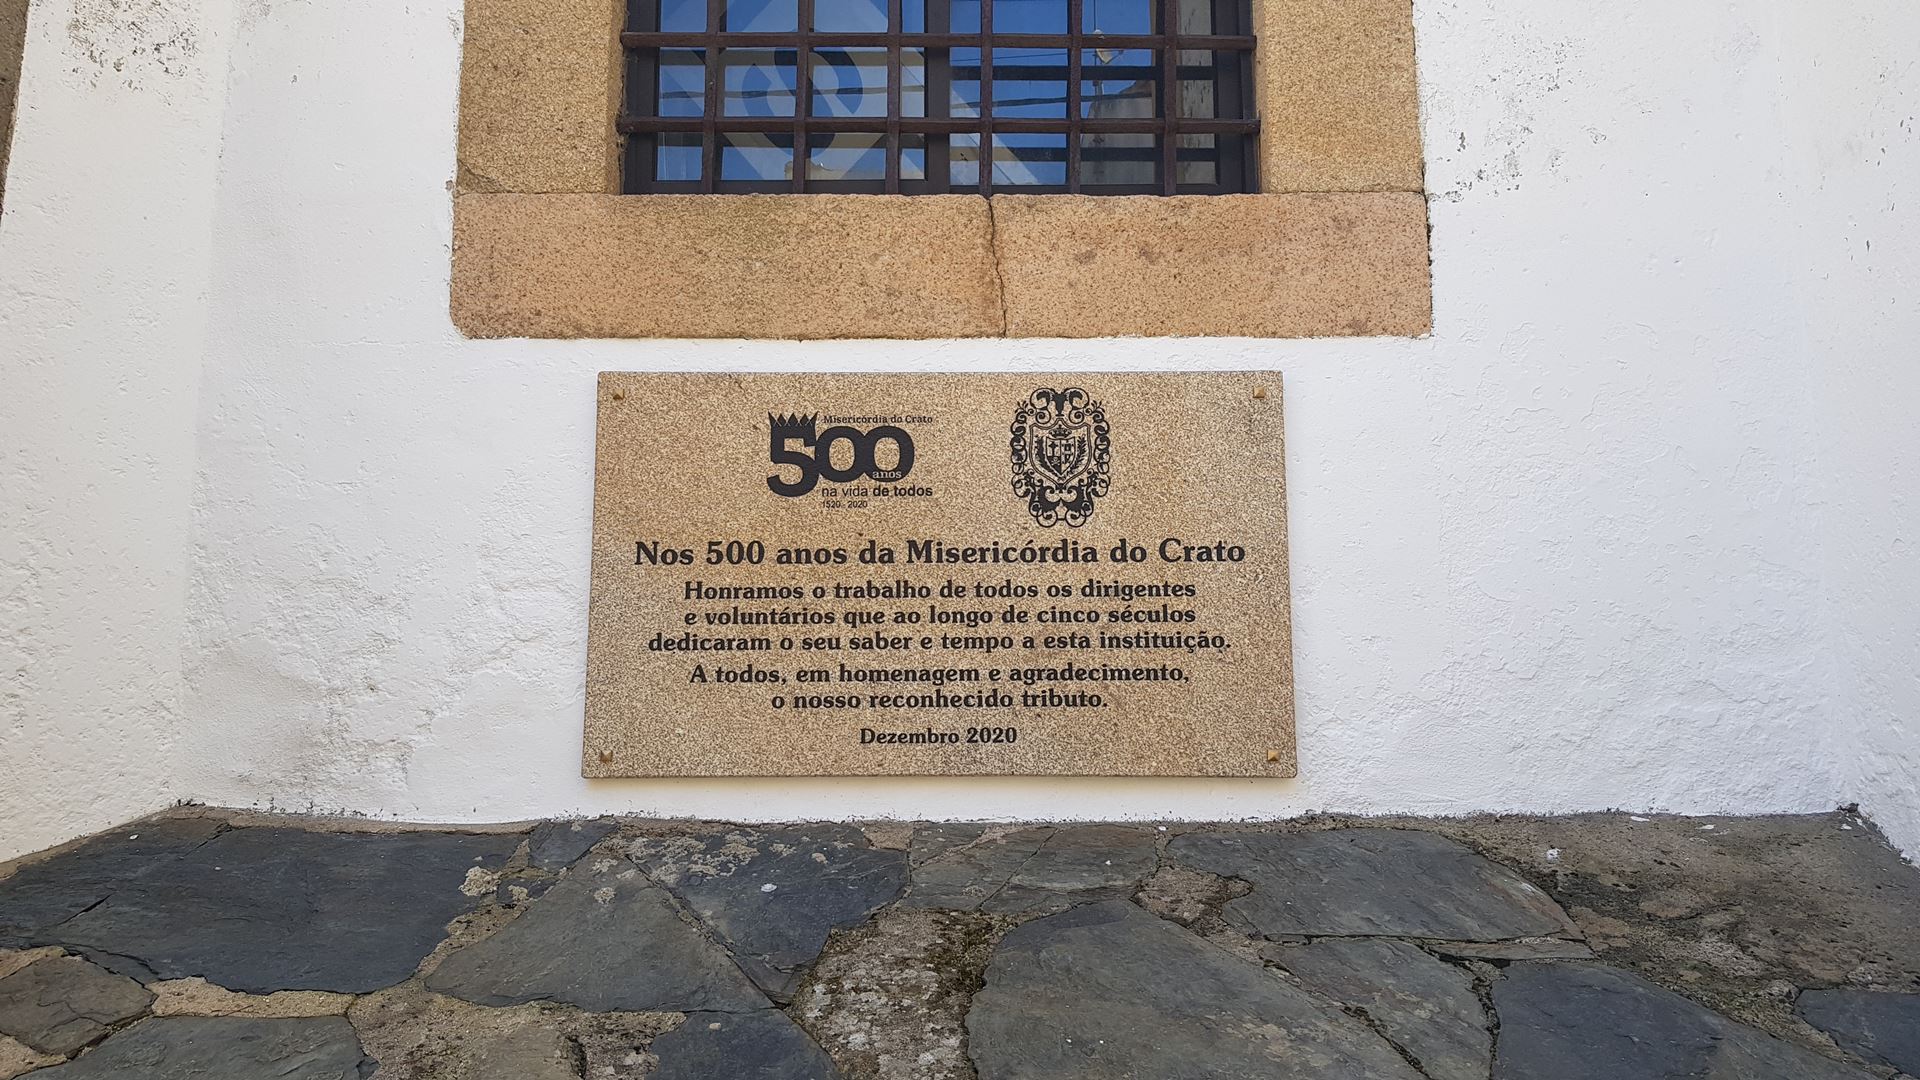 Misericórdia do Crato
500
anos
na vida de todos
1520 - 2020
Nos 500 anos da Misericórdia do Crato
Honramos o trabalho de todos os dirigentes
e voluntários que ao longo de cinco séculos
dedicaram o seu saber e tempo a esta instituição.
A todos, em homenagem e agradecimento,
o nosso reconhecido tributo.
Dezembro 2020